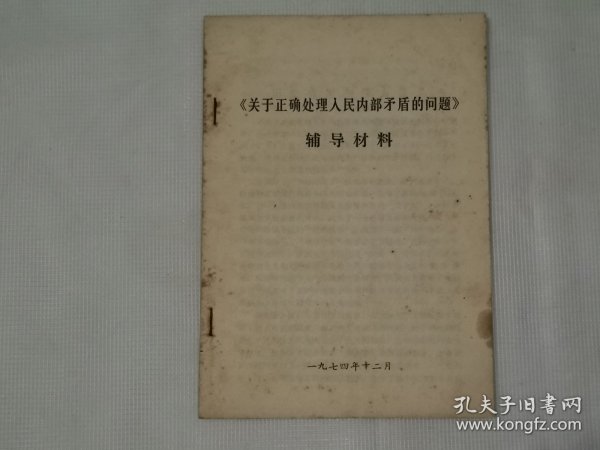 《关于正确处理人民内部矛盾的问题》
辅导材料
一九七四年十二月
孔夫子旧书网
www.kongfz.com